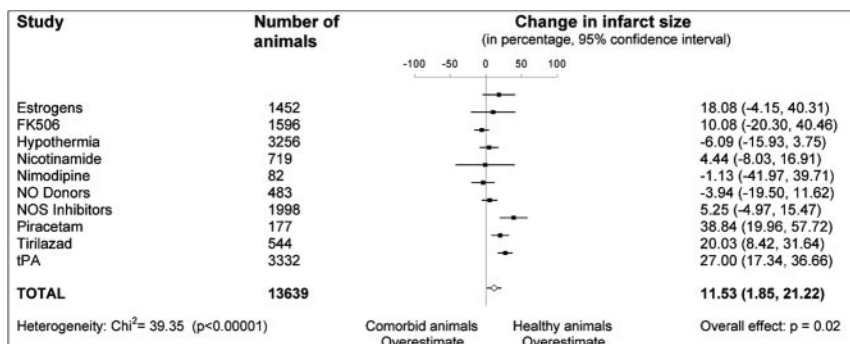 Study Number of animals Change in infarct size
(in percentage, 95% confidence interval)
-100 -50 0 50 100
Estrogens 1452 18.08 (-4.15, 40.31)
FK506 1596 10.08 (-20.30, 40.46)
Hypothermia 3256 -6.09 (-15.93, 3.75)
Nicotinamide 719 4.44 (-8.03, 16.91)
Nimodipine 82 -1.13 (-41.97, 39.71)
NO Donors 483 -3.94 (-19.50, 11.62)
NOS Inhibitors 1998 5.25 (-4.97, 15.47)
Piracetam 177 38.84 (19.96, 57.72)
Tirilazad 544 20.03 (8.42, 31.64)
tPA 3332 27.00 (17.34, 36.66)
TOTAL 13639 11.53 (1.85, 21.22)
Heterogeneity: Chi²= 39.35 (p<0.00001) Comorbid animals Healthy animals Overall effect: p = 0.02
Overestimate Overestimate